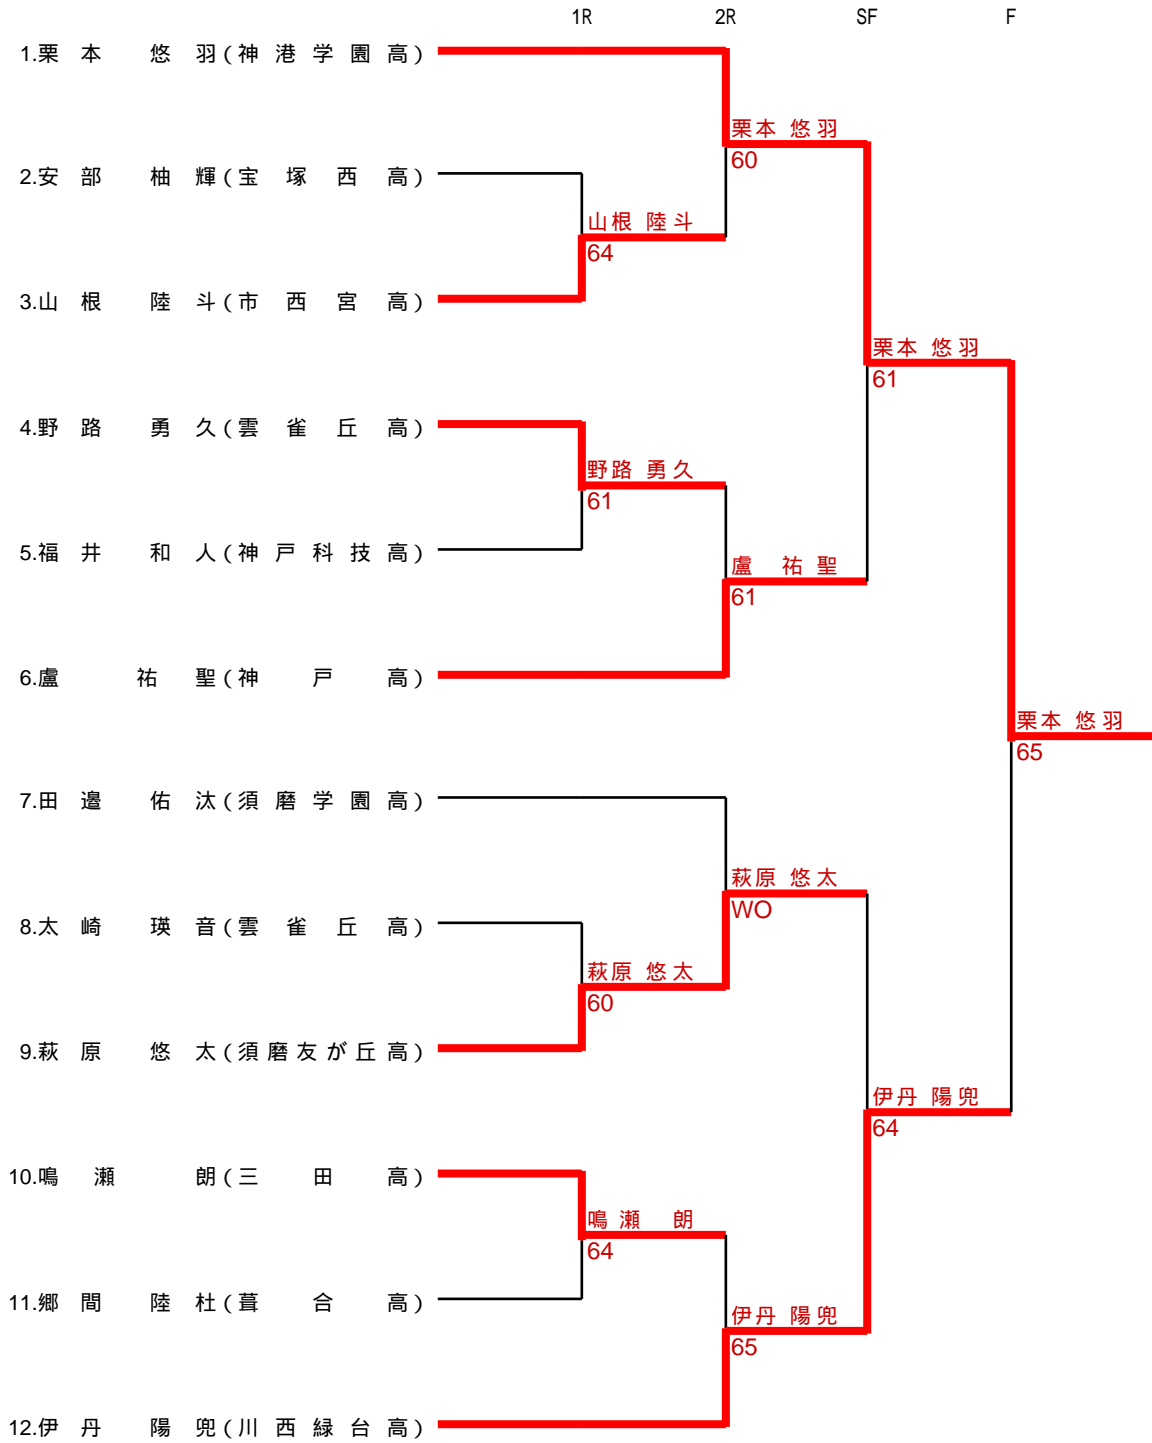 1R 2R SF F
1.栗本 悠羽(神港学園高)
栗本 悠羽
60
2.安部 柚輝(宝塚西高)
山根 陸斗
64
3.山根 陸斗(市西宮高)
栗本 悠羽
61
4.野路 勇久(雲雀丘高)
野路 勇久
61
5.福井 和人(神戸科技高)
盧 祐聖
61
6.盧 祐聖(神戸高)
栗本 悠羽
65
7.田邉 佑汰(須磨学園高)
萩原 悠太
WO
8.太崎 瑛音(雲雀丘高)
萩原 悠太
60
9.萩原 悠太(須磨友が丘高)
伊丹 陽兜
64
10.鳴瀬 朗(三田高)
鳴瀬 朗
64
11.郷間 陸杜(葺合高)
伊丹 陽兜
65
12.伊丹 陽兜(川西緑台高)